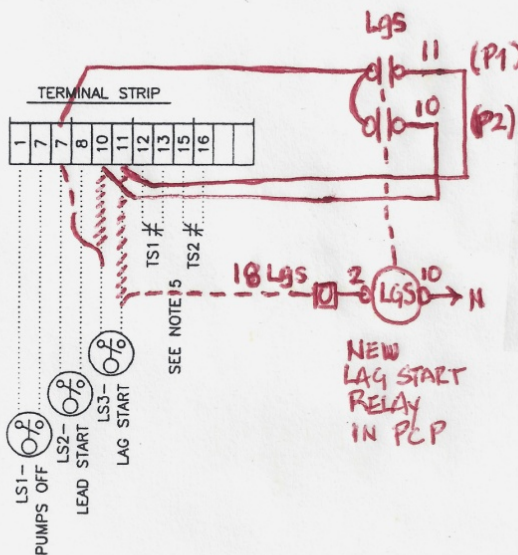 LGS
11 (P1)
10 (P2)
TERMINAL STRIP
1 7 7 8 10 11 12 13 15 16
TS1
TS2
SEE NOTE 5
18 LGS
2 LGS 10 N
NEW
LAG START
RELAY
IN PCP
LS1-
PUMPS OFF
LS2-
LEAD START
LS3-
LAG START